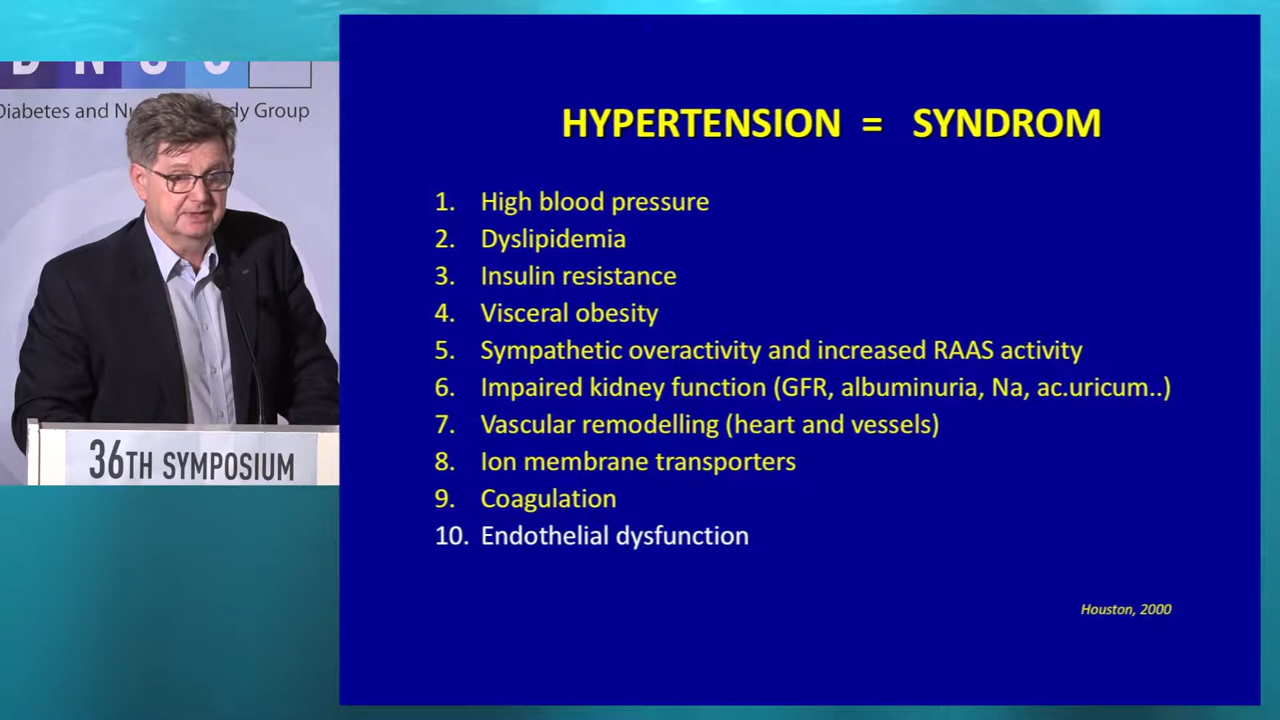 Diabetes and Nu dy Group
36TH SYMPOSIUM
HYPERTENSION = SYNDROM
1. High blood pressure
2. Dyslipidemia
3. Insulin resistance
4. Visceral obesity
5. Sympathetic overactivity and increased RAAS activity
6. Impaired kidney function (GFR, albuminuria, Na, ac.uricum..)
7. Vascular remodelling (heart and vessels)
8. Ion membrane transporters
9. Coagulation
10. Endothelial dysfunction
Houston, 2000